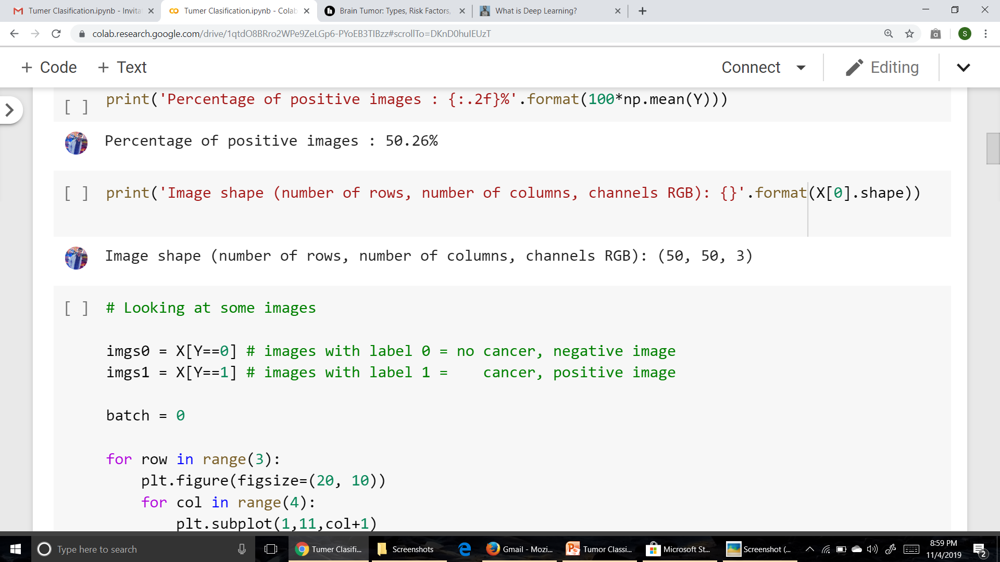 Tumer Clasification.ipynb - Invita
Tumer Clasification.ipynb - Colab
Brain Tumor: Types, Risk Factors,
What is Deep Learning?
colab.research.google.com/drive/1qtdO8BRro2WPe9ZeLGp6-PYoEB3TIBzz#scrollTo=DKnD0huIEUzT
S
+ Code
+ Text
Connect
Editing
[ ] print('Percentage of positive images : {:.2f}%'.format(100*np.mean(Y)))
Percentage of positive images : 50.26%
[ ] print('Image shape (number of rows, number of columns, channels RGB): {}'.format(X[0].shape))
Image shape (number of rows, number of columns, channels RGB): (50, 50, 3)
[ ] # Looking at some images
imgs0 = X[Y==0] # images with label 0 = no cancer, negative image
imgs1 = X[Y==1] # images with label 1 =    cancer, positive image
batch = 0
for row in range(3):
    plt.figure(figsize=(20, 10))
    for col in range(4):
        plt.subplot(1,11,col+1)
Type here to search
Tumer Clasifi...
Screenshots
Gmail - Mozi...
Tumor Classi...
Microsoft St...
Screenshot (...
8:59 PM
11/4/2019
2